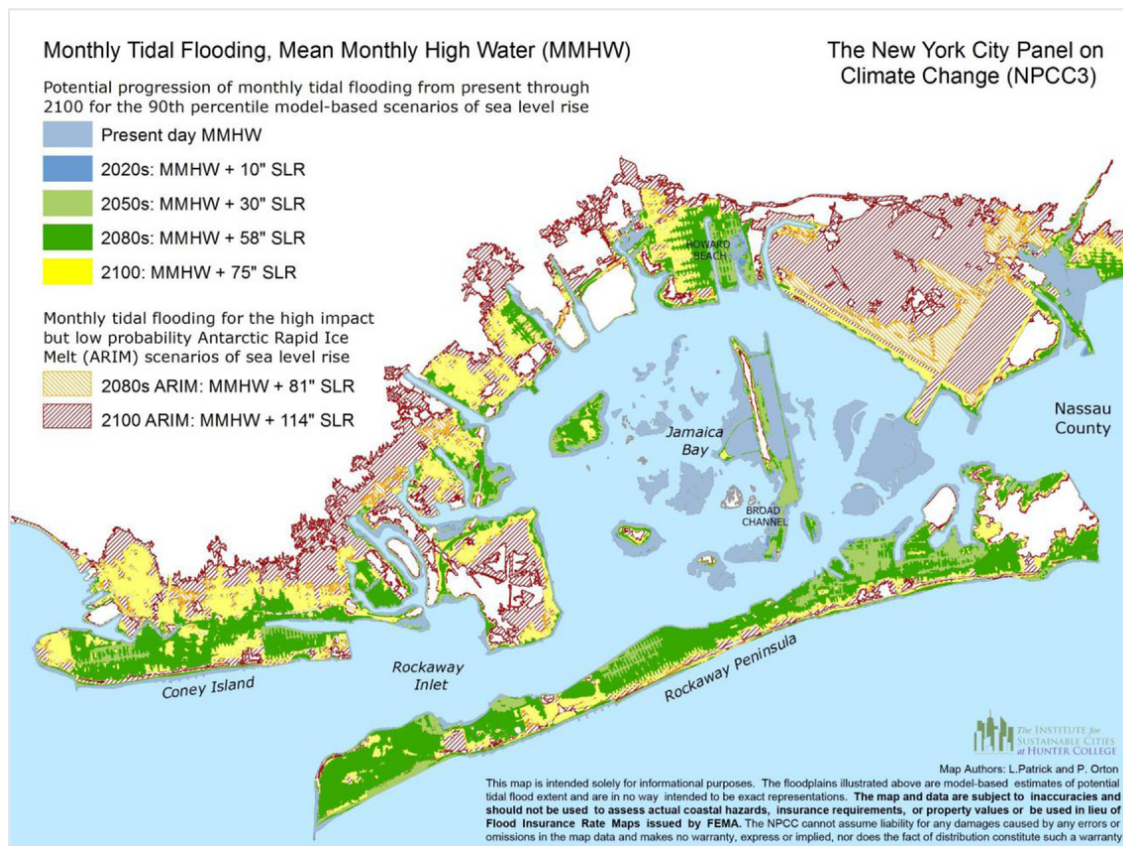 Monthly Tidal Flooding, Mean Monthly High Water (MMHW)
The New York City Panel on
Climate Change (NPCC3)
Potential progression of monthly tidal flooding from present through
2100 for the 90th percentile model-based scenarios of sea level rise
Present day MMHW
2020s: MMHW + 10" SLR
2050s: MMHW + 30" SLR
2080s: MMHW + 58" SLR
2100: MMHW + 75" SLR
Monthly tidal flooding for the high impact
but low probability Antarctic Rapid Ice
Melt (ARIM) scenarios of sea level rise
2080s ARIM: MMHW + 81" SLR
2100 ARIM: MMHW + 114" SLR
HOWARD
BEACH
Nassau
County
Jamaica
Bay
BROAD
CHANNEL
Coney Island
Rockaway
Inlet
Rockaway Peninsula
The INSTITUTE for
SUSTAINABLE CITIES
at HUNTER COLLEGE
Map Authors: L.Patrick and P. Orton
This map is intended solely for informational purposes. The floodplains illustrated above are model-based estimates of potential
tidal flood extent and are in no way intended to be exact representations. The map and data are subject to inaccuracies and
should not be used to assess actual coastal hazards, insurance requirements, or property values or be used in lieu of
Flood Insurance Rate Maps issued by FEMA. The NPCC cannot assume liability for any damages caused by any errors or
omissions in the map data and makes no warranty, express or implied, nor does the fact of distribution constitute such a warranty